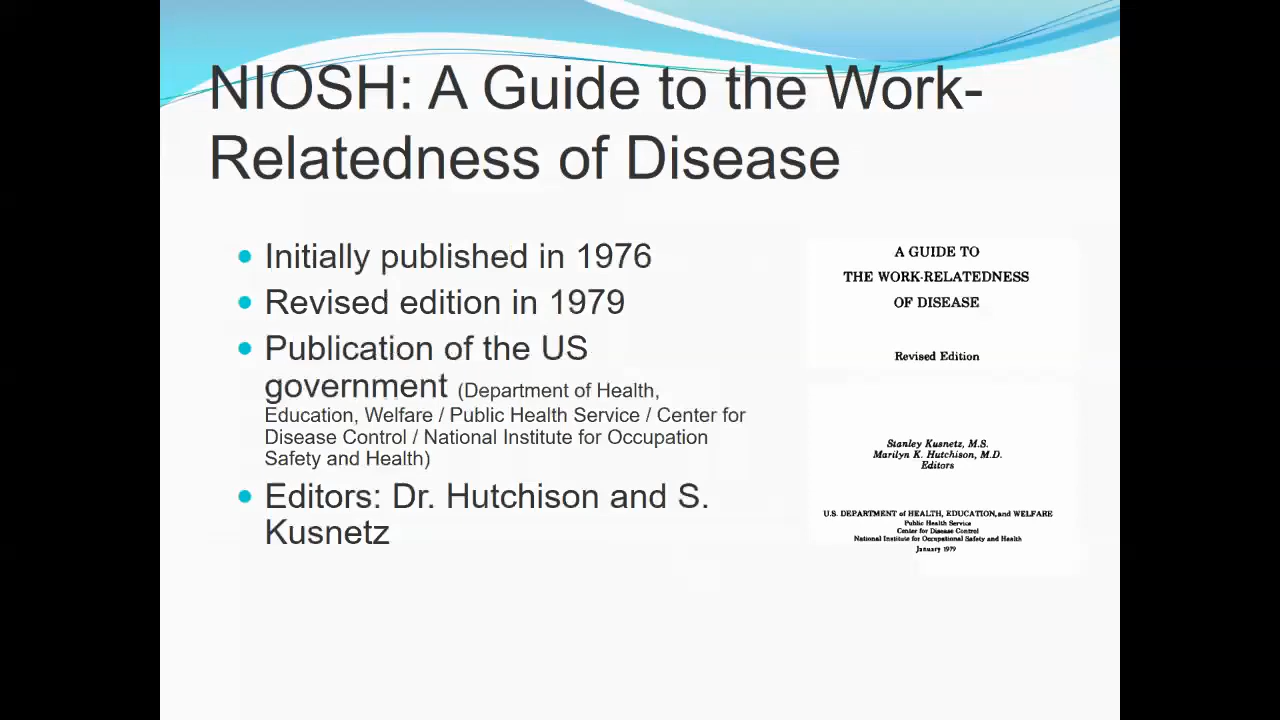 NIOSH: A Guide to the Work-
Relatedness of Disease
Initially published in 1976
Revised edition in 1979
Publication of the US
government (Department of Health,
Education, Welfare / Public Health Service / Center for
Disease Control / National Institute for Occupation
Safety and Health)
Editors: Dr. Hutchison and S.
Kusnetz
A GUIDE TO
THE WORK-RELATEDNESS
OF DISEASE
Revised Edition
Stanley Kusnetz, M.S.
Marilyn K. Hutchison, M.D.
Editors
U.S. DEPARTMENT of HEALTH, EDUCATION, and WELFARE
Public Health Service
Center for Disease Control
National Institute for Occupational Safety and Health
January 1979